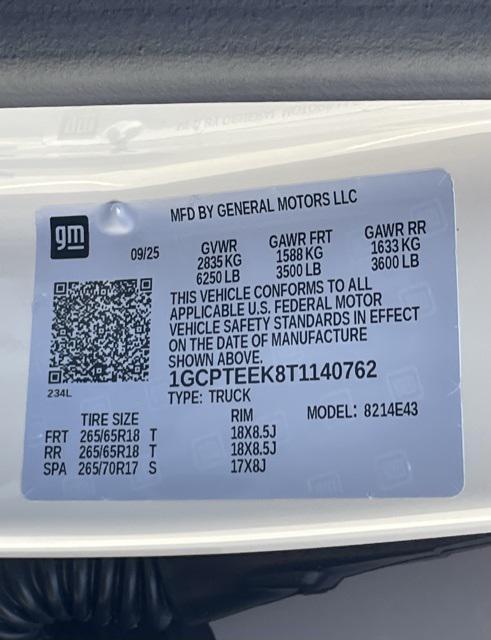 MFD BY GENERAL MOTORS LLC
gm
09/25
GVWR GAWR FRT GAWR RR
2835 KG 1588 KG 1633 KG
6250 LB 3500 LB 3600 LB
THIS VEHICLE CONFORMS TO ALL
APPLICABLE U.S. FEDERAL MOTOR
VEHICLE SAFETY STANDARDS IN EFFECT
ON THE DATE OF MANUFACTURE
SHOWN ABOVE.
234L
1GCPTEEK8T1140762
TYPE: TRUCK MODEL: 8214E43
TIRE SIZE RIM
FRT 265/65R18 T 18X8.5J
RR 265/65R18 T 18X8.5J
SPA 265/70R17 S 17X8J